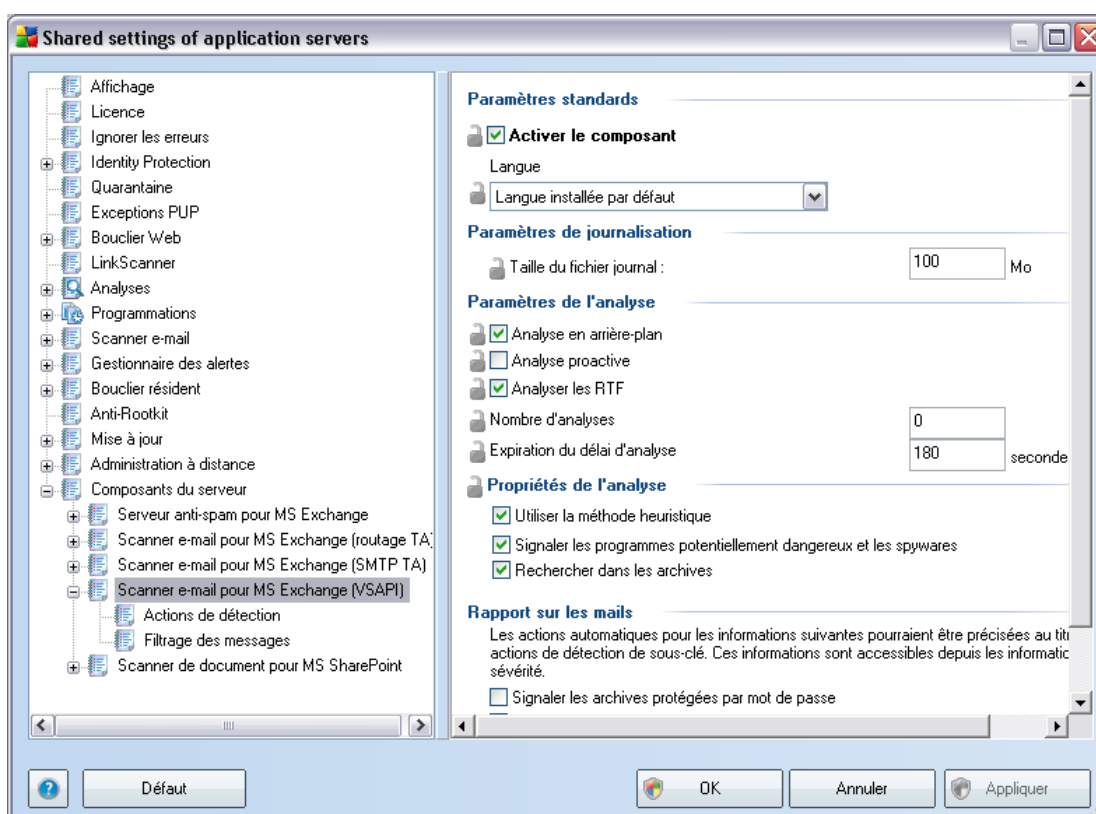 Shared settings of application servers
Affichage
Licence
Ignorer les erreurs
Identity Protection
Quarantaine
Exceptions PUP
Bouclier Web
LinkScanner
Analyses
Programmations
Scanner e-mail
Gestionnaire des alertes
Bouclier résident
Anti-Rootkit
Mise à jour
Administration à distance
Composants du serveur
Serveur anti-spam pour MS Exchange
Scanner e-mail pour MS Exchange (routage TA)
Scanner e-mail pour MS Exchange (SMTP TA)
Scanner e-mail pour MS Exchange (VSAPI)
Actions de détection
Filtrage des messages
Scanner de document pour MS SharePoint
Paramètres standards
Activer le composant
Langue
Langue installée par défaut
Paramètres de journalisation
Taille du fichier journal : 100 Mo
Paramètres de l'analyse
Analyse en arrière-plan
Analyse proactive
Analyser les RTF
Nombre d'analyses 0
Expiration du délai d'analyse 180 seconde
Propriétés de l'analyse
Utiliser la méthode heuristique
Signaler les programmes potentiellement dangereux et les spywares
Rechercher dans les archives
Rapport sur les mails
Les actions automatiques pour les informations suivantes pourraient être précisées au
actions de détection de sous-clé. Ces informations sont accessibles depuis les
sévérité.
Signaler les archives protégées par mot de passe
Défaut
OK
Annuler
Appliquer